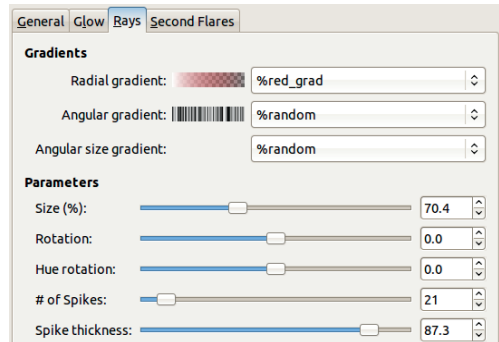 General Glow Rays Second Flares
Gradients
Radial gradient: %red_grad
Angular gradient: %random
Angular size gradient: %random
Parameters
Size (%): 70.4
Rotation: 0.0
Hue rotation: 0.0
# of Spikes: 21
Spike thickness: 87.3